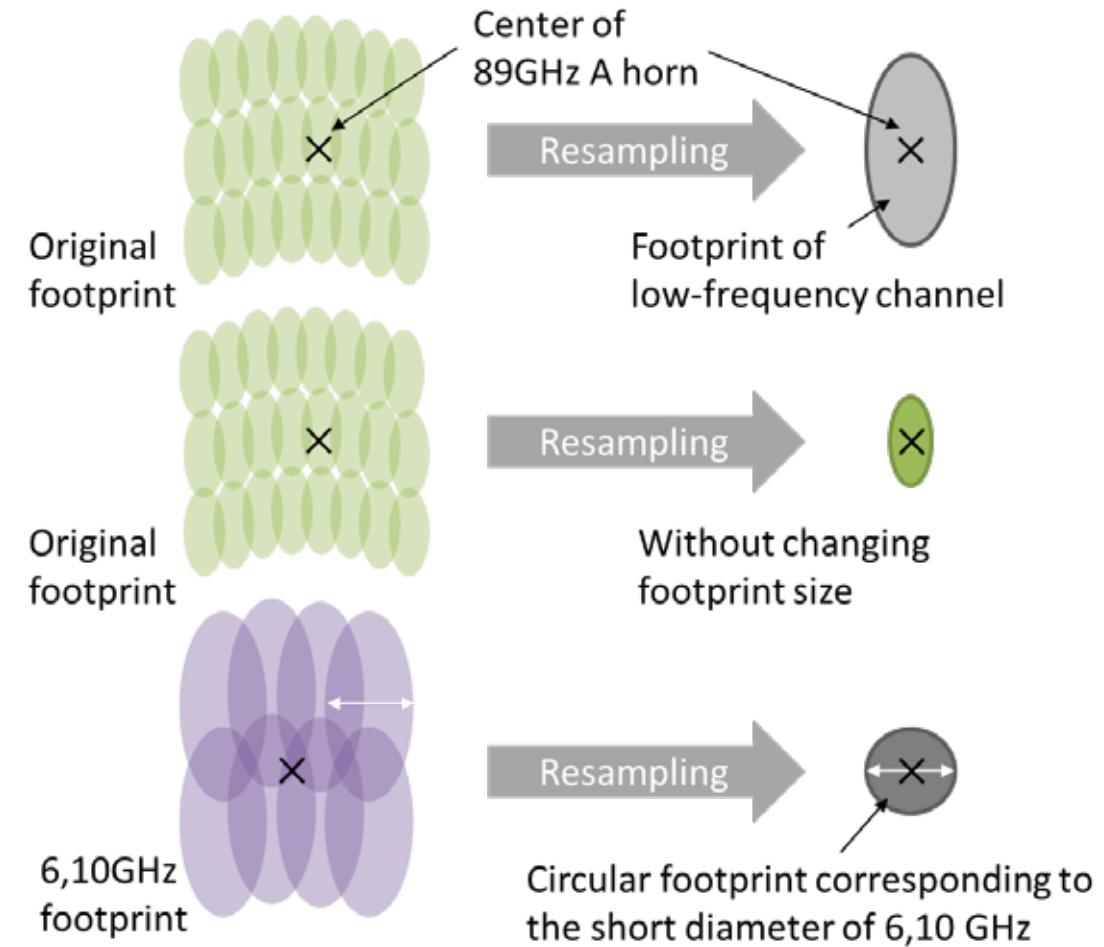 Center of
89GHz A horn
Resampling
Original
footprint
Footprint of
low-frequency channel
Resampling
Original
footprint
Without changing
footprint size
Resampling
6,10GHz
footprint
Circular footprint corresponding to
the short diameter of 6,10 GHz